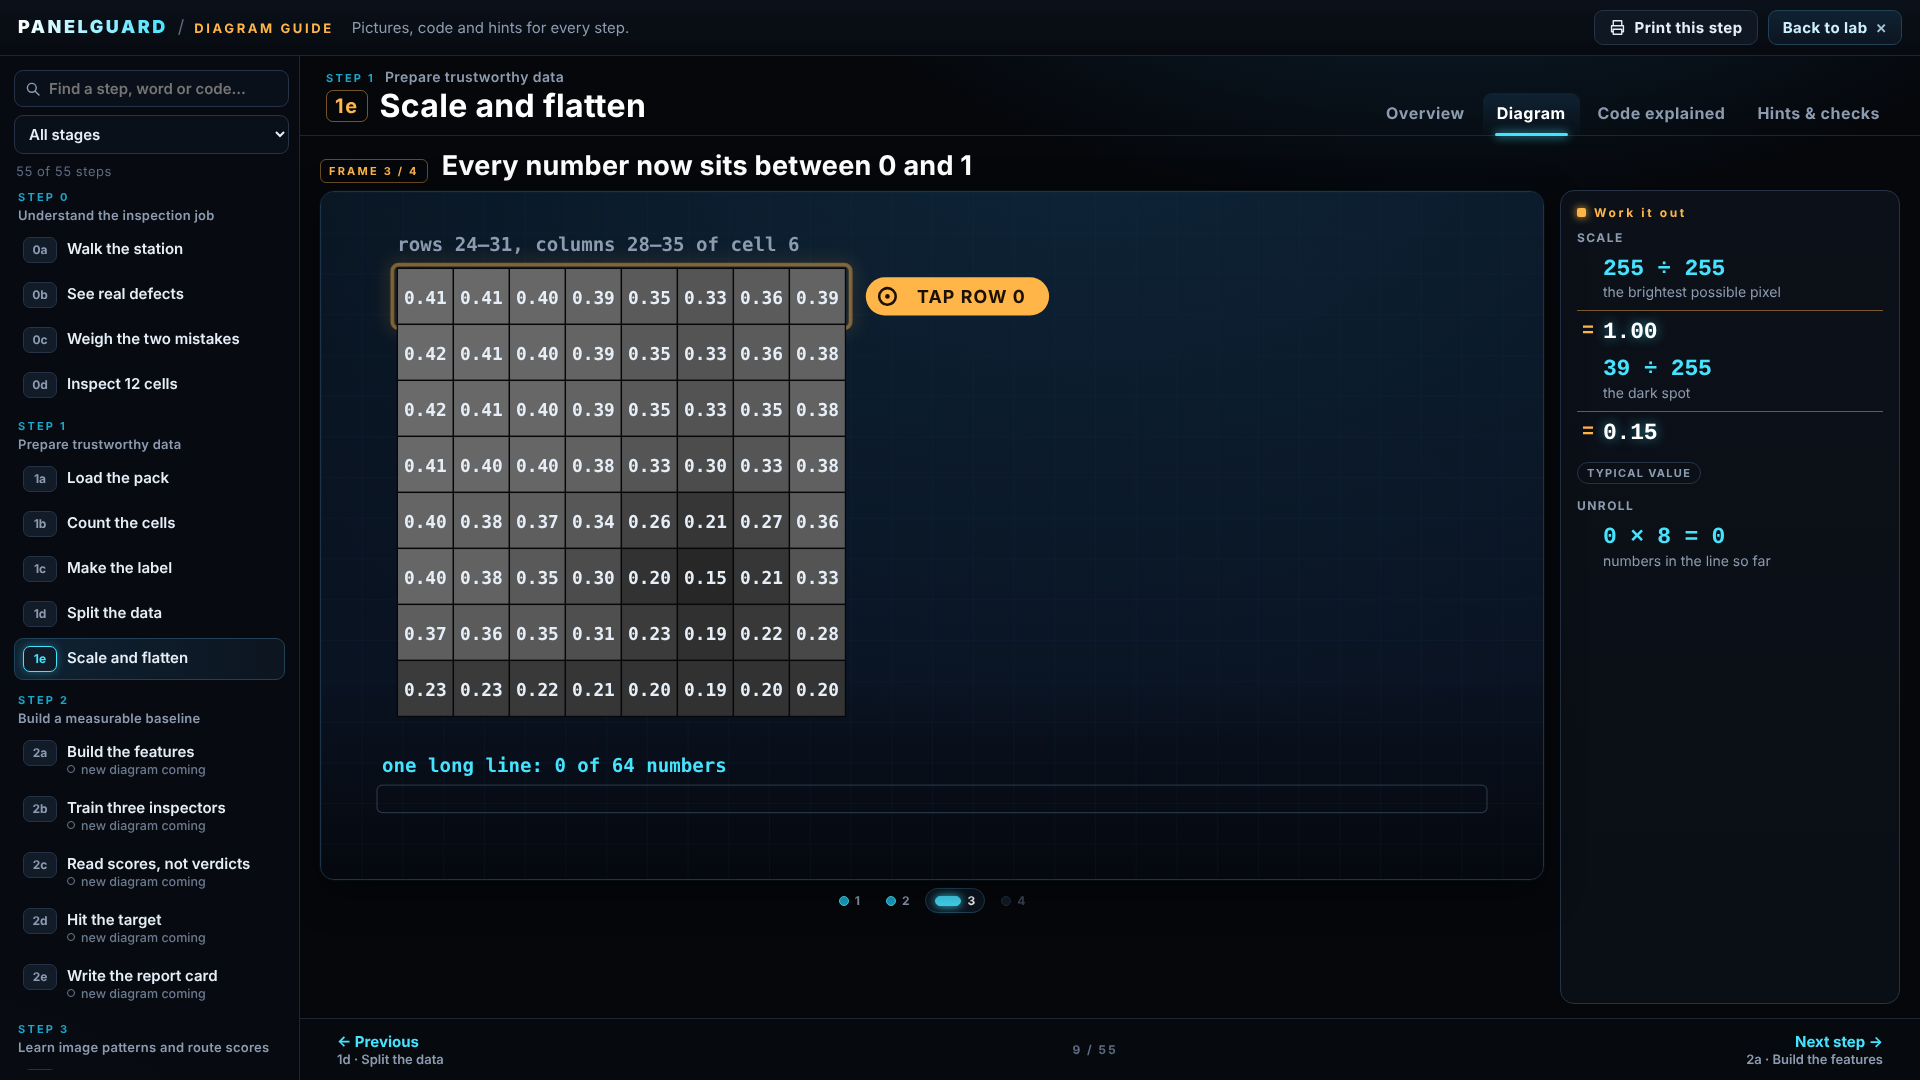 PANELGUARD / DIAGRAM GUIDE Pictures, code and hints for every step.
Print this step
Back to lab ×
Find a step, word or code...
All stages
55 of 55 steps
STEP 0
Understand the inspection job
0a Walk the station
0b See real defects
0c Weigh the two mistakes
0d Inspect 12 cells
STEP 1
Prepare trustworthy data
1a Load the pack
1b Count the cells
1c Make the label
1d Split the data
1e Scale and flatten
STEP 2
Build a measurable baseline
2a Build the features
new diagram coming
2b Train three inspectors
new diagram coming
2c Read scores, not verdicts
new diagram coming
2d Hit the target
new diagram coming
2e Write the report card
new diagram coming
STEP 3
Learn image patterns and route scores
STEP 1 Prepare trustworthy data
1e Scale and flatten
Overview
Diagram
Code explained
Hints & checks
FRAME 3 / 4 Every number now sits between 0 and 1
rows 24–31, columns 28–35 of cell 6
0.41 0.41 0.40 0.39 0.35 0.33 0.36 0.39
TAP ROW 0
0.42 0.41 0.40 0.39 0.35 0.33 0.36 0.38
0.42 0.41 0.40 0.39 0.35 0.33 0.35 0.38
0.41 0.40 0.40 0.38 0.33 0.30 0.33 0.38
0.40 0.38 0.37 0.34 0.26 0.21 0.27 0.36
0.40 0.38 0.35 0.30 0.20 0.15 0.21 0.33
0.37 0.36 0.35 0.31 0.23 0.19 0.22 0.28
0.23 0.23 0.22 0.21 0.20 0.19 0.20 0.20
one long line: 0 of 64 numbers
1 2 3 4
Work it out
SCALE
255 ÷ 255
the brightest possible pixel
= 1.00
39 ÷ 255
the dark spot
= 0.15
TYPICAL VALUE
UNROLL
0 × 8 = 0
numbers in the line so far
← Previous
1d · Split the data
9 / 55
Next step →
2a · Build the features